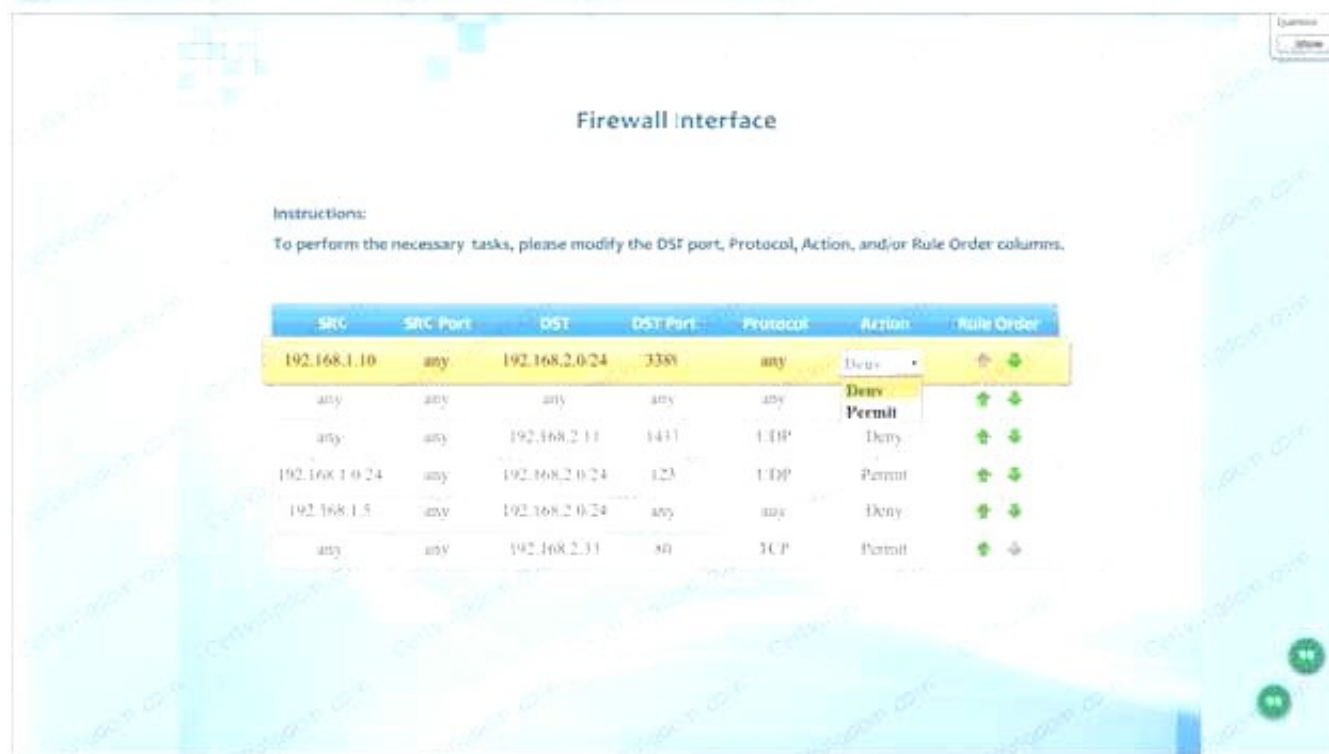 Show
Firewall Interface
Instructions:
To perform the necessary tasks, please modify the DST port, Protocol, Action, and/or Rule Order columns.
SRC SRC Port DST DST Port Protocol Action Rule Order
192.168.1.10 any 192.168.2.0/24 3389 any Deny
Deny
any any any any any
Permit
any any 192.168.2.11 1433 UDP Deny
192.168.1.0/24 any 192.168.2.0/24 123 UDP Permit
192.168.1.5 any 192.168.2.0/24 any any Deny
any any 192.168.2.33 80 TCP Permit